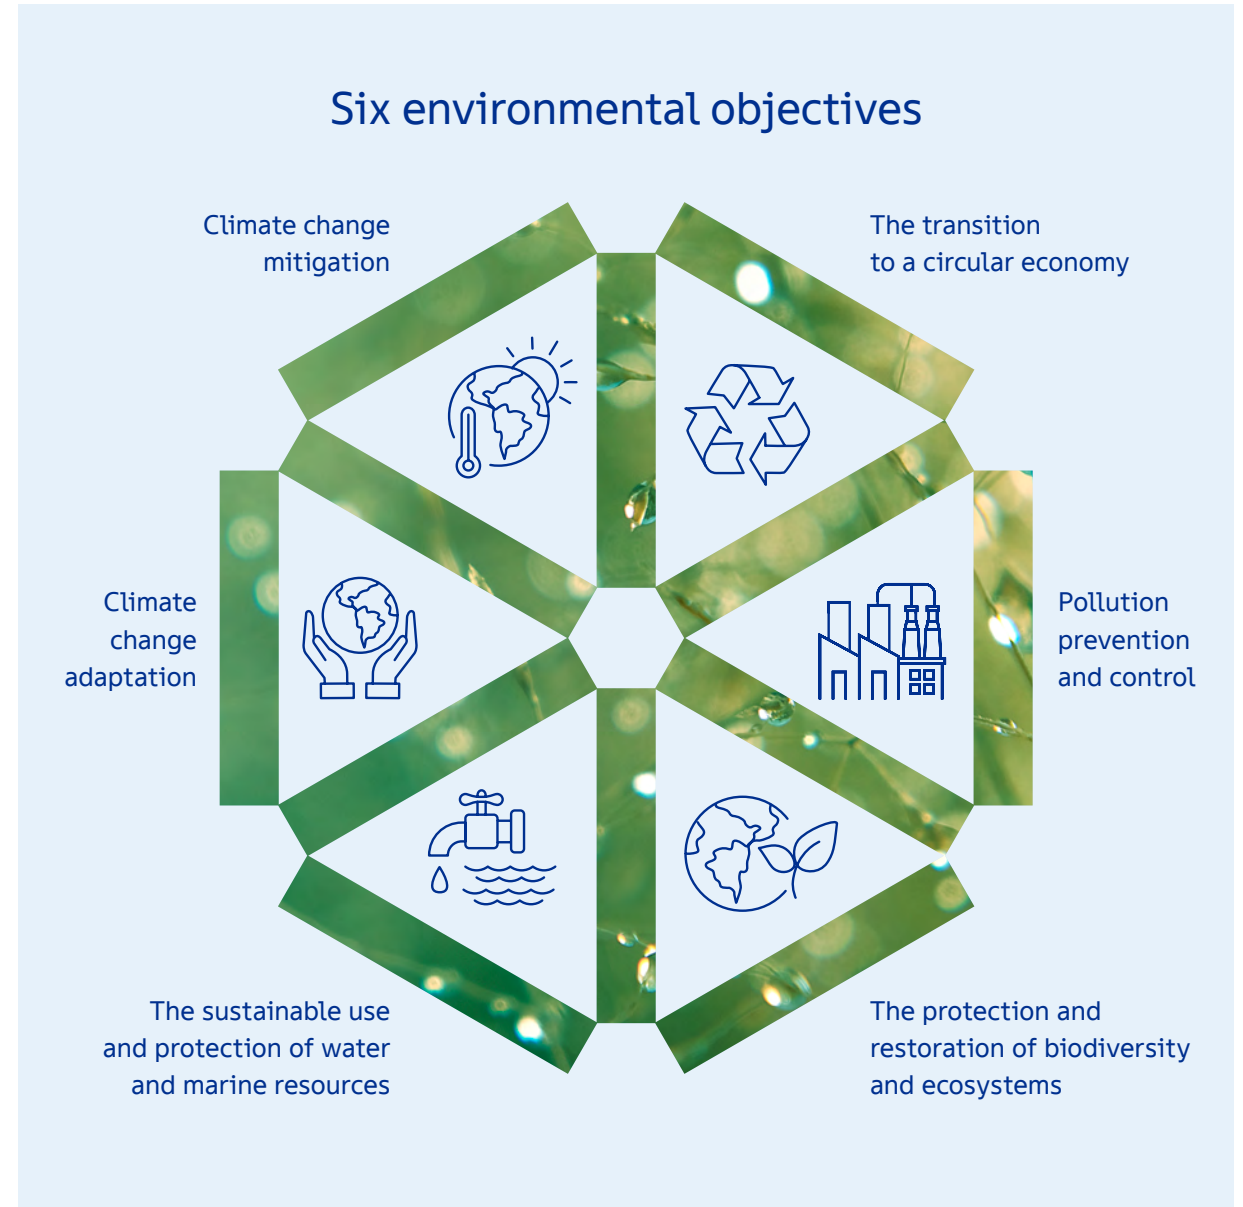 Six environmental objectives
Climate change
mitigation
The transition
to a circular economy
Climate
change
adaptation
Pollution
prevention
and control
The sustainable use
and protection of water
and marine resources
The protection and
restoration of biodiversity
and ecosystems